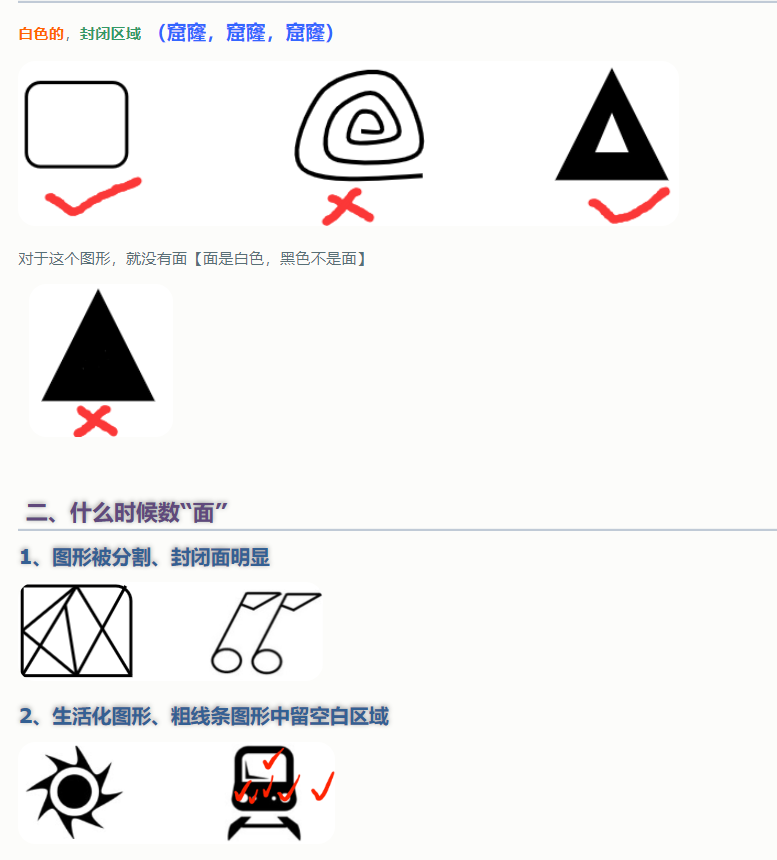 白色的，封闭区域 （窟窿，窟窿，窟窿）
对于这个图形，就没有面【面是白色，黑色不是面】
二、什么时候数“面”
1、图形被分割、封闭面明显
2、生活化图形、粗线条图形中留空白区域